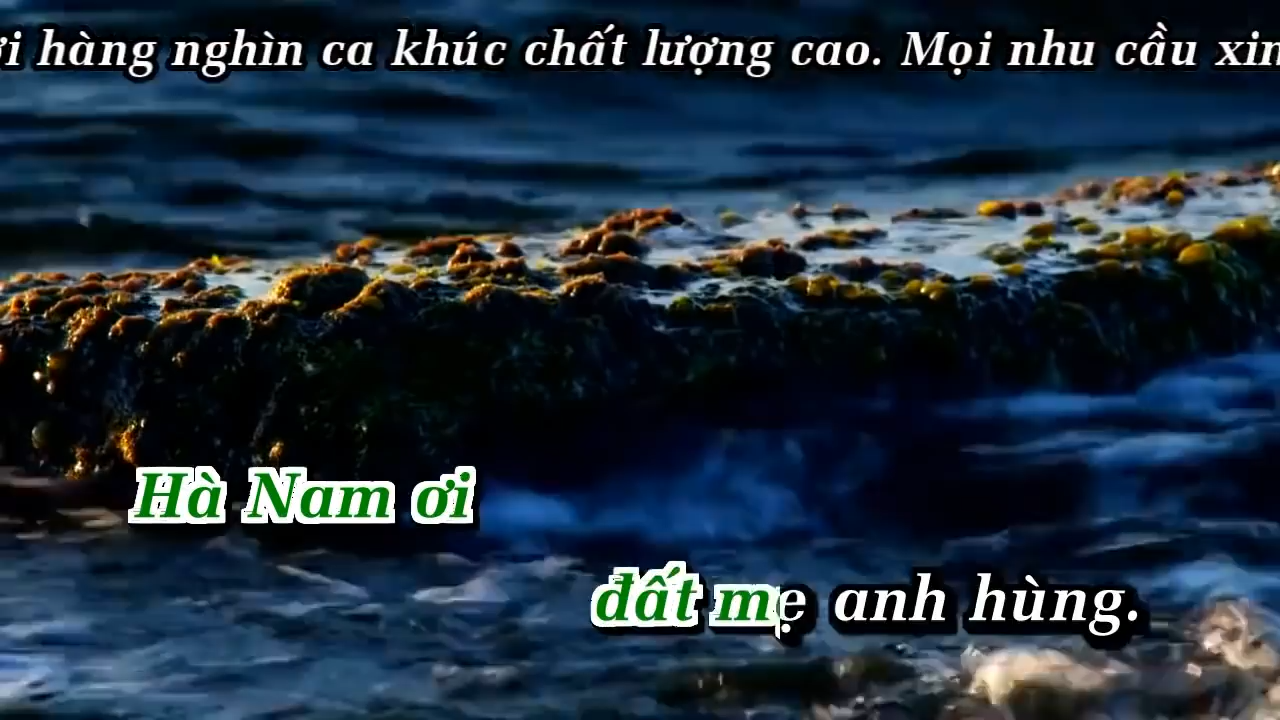 hàng nghìn ca khúc chất lượng cao. Mọi nhu cầu xin
Hà Nam ơi
đất mẹ anh hùng.